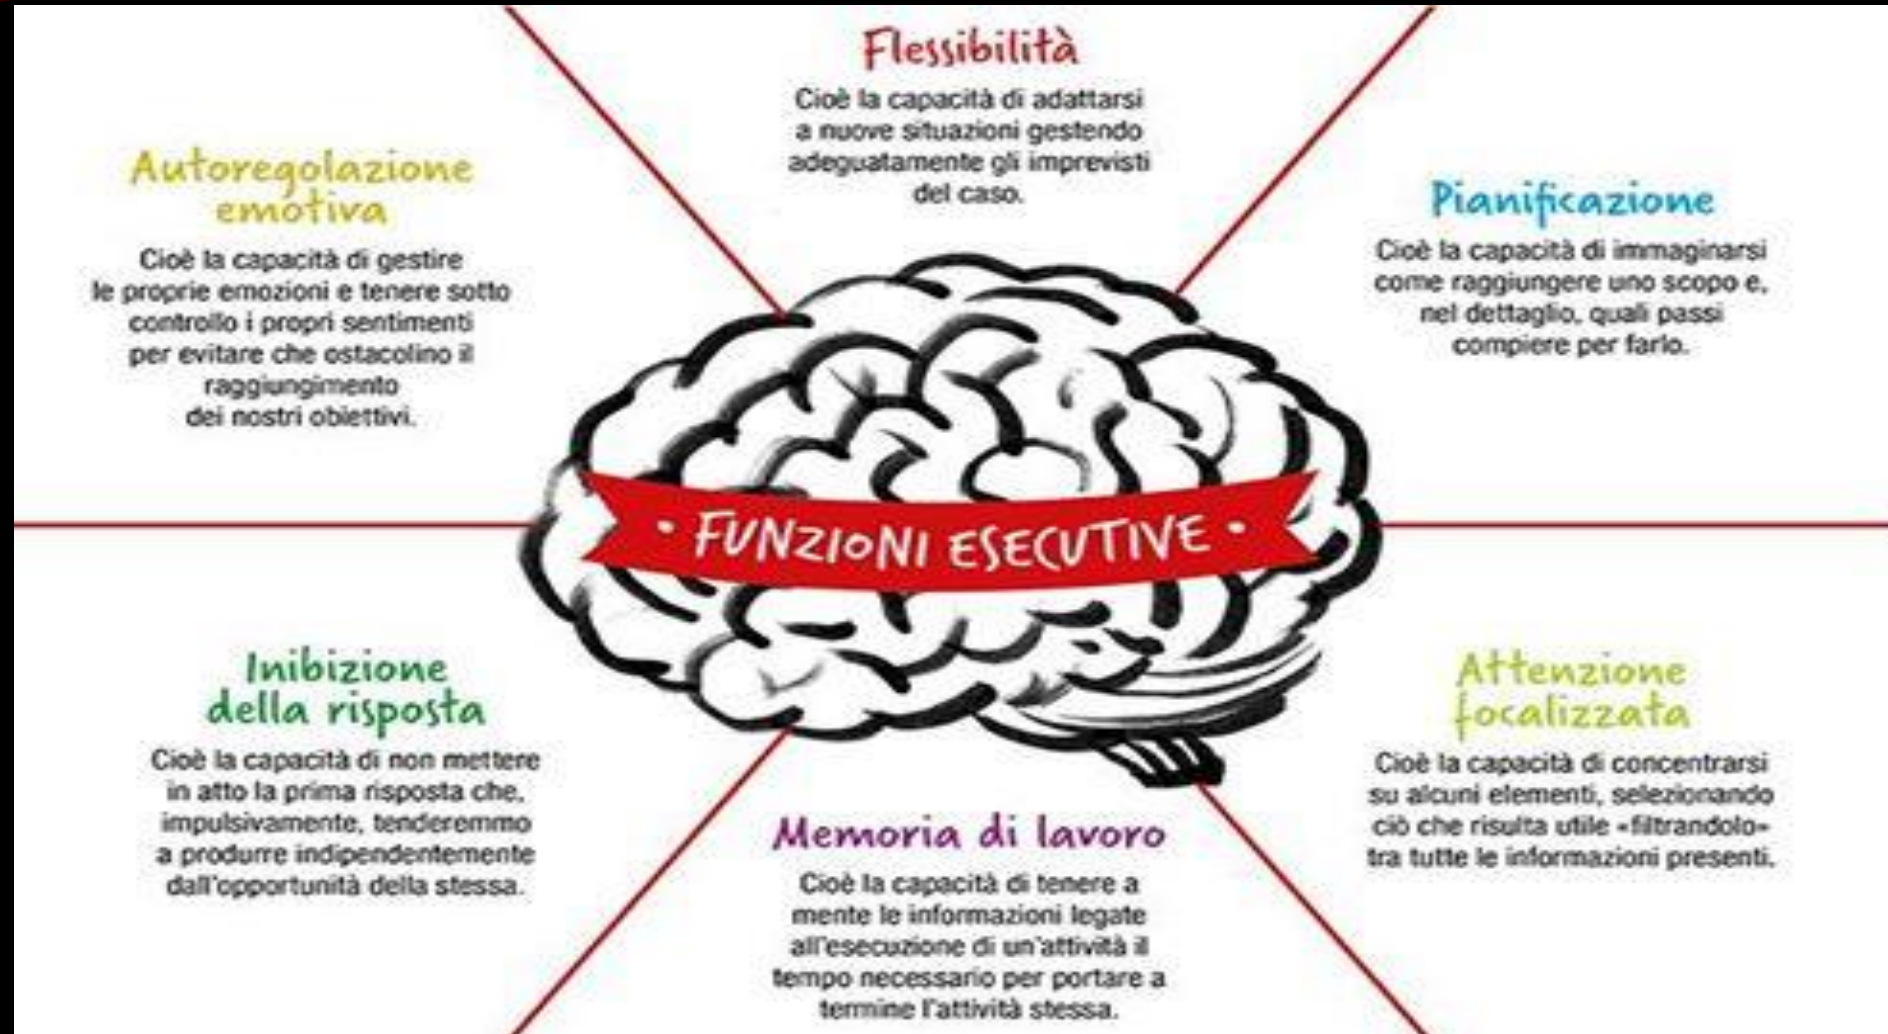 Flessibilità
Cioè la capacità di adattarsi
a nuove situazioni gestendo
adeguatamente gli imprevisti
del caso.
Autoregolazione
emotiva
Cioè la capacità di gestire
le proprie emozioni e tenere sotto
controllo i propri sentimenti
per evitare che ostacolino il
raggiungimento
dei nostri obiettivi.
Pianificazione
Cioè la capacità di immaginarsi
come raggiungere uno scopo e,
nel dettaglio, quali passi
compiere per farlo.
• FUNZIONI ESECUTIVE •
Inibizione
della risposta
Cioè la capacità di non mettere
in atto la prima risposta che,
impulsivamente, tenderemmo
a produrre indipendentemente
dall'opportunità della stessa.
Memoria di lavoro
Cioè la capacità di tenere a
mente le informazioni legate
all'esecuzione di un'attività il
tempo necessario per portare a
termine l'attività stessa.
Attenzione
focalizzata
Cioè la capacità di concentrarsi
su alcuni elementi, selezionando
ciò che risulta utile «filtrandolo»
tra tutte le informazioni presenti.